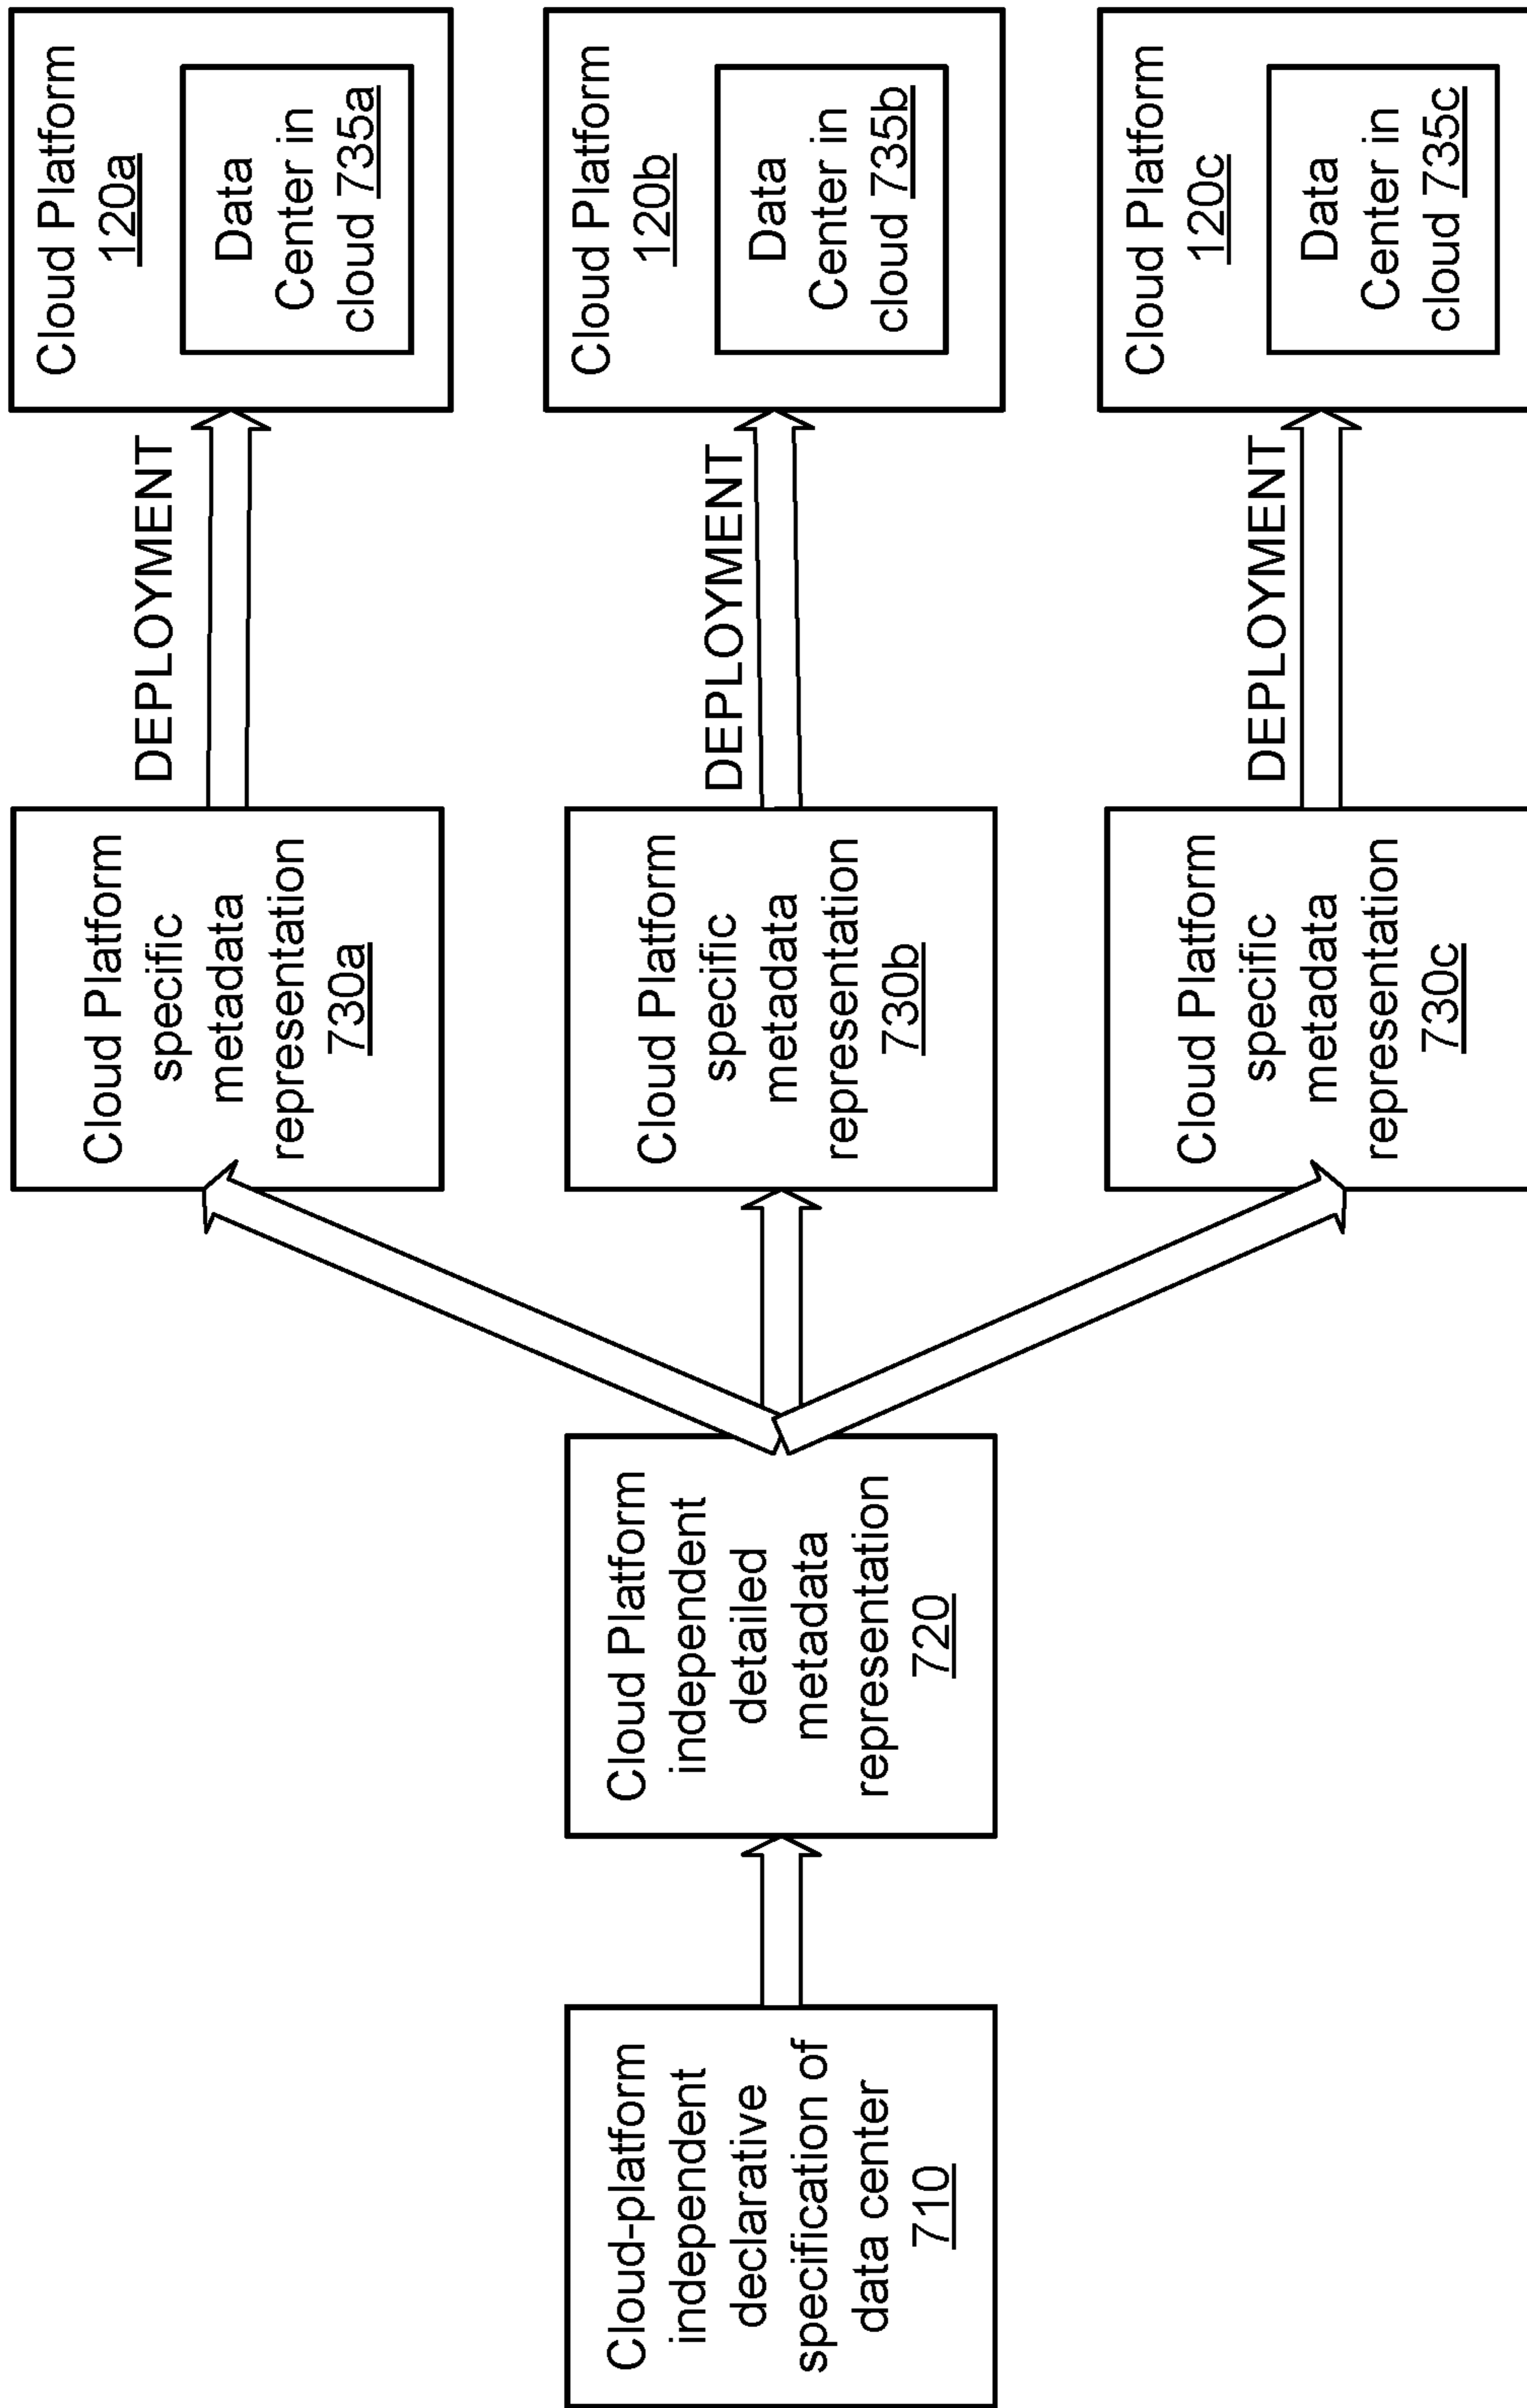 Cloud-platform
independent
declarative
specification of
data center
710
Cloud Platform
independent
detailed
metadata
representation
720
Cloud Platform
specific
metadata
representation
730a
DEPLOYMENT
Cloud Platform
120a
Data
Center in
cloud 735a
Cloud Platform
specific
metadata
representation
730b
DEPLOYMENT
Cloud Platform
120b
Data
Center in
cloud 735b
Cloud Platform
specific
metadata
representation
730c
DEPLOYMENT
Cloud Platform
120c
Data
Center in
cloud 735c